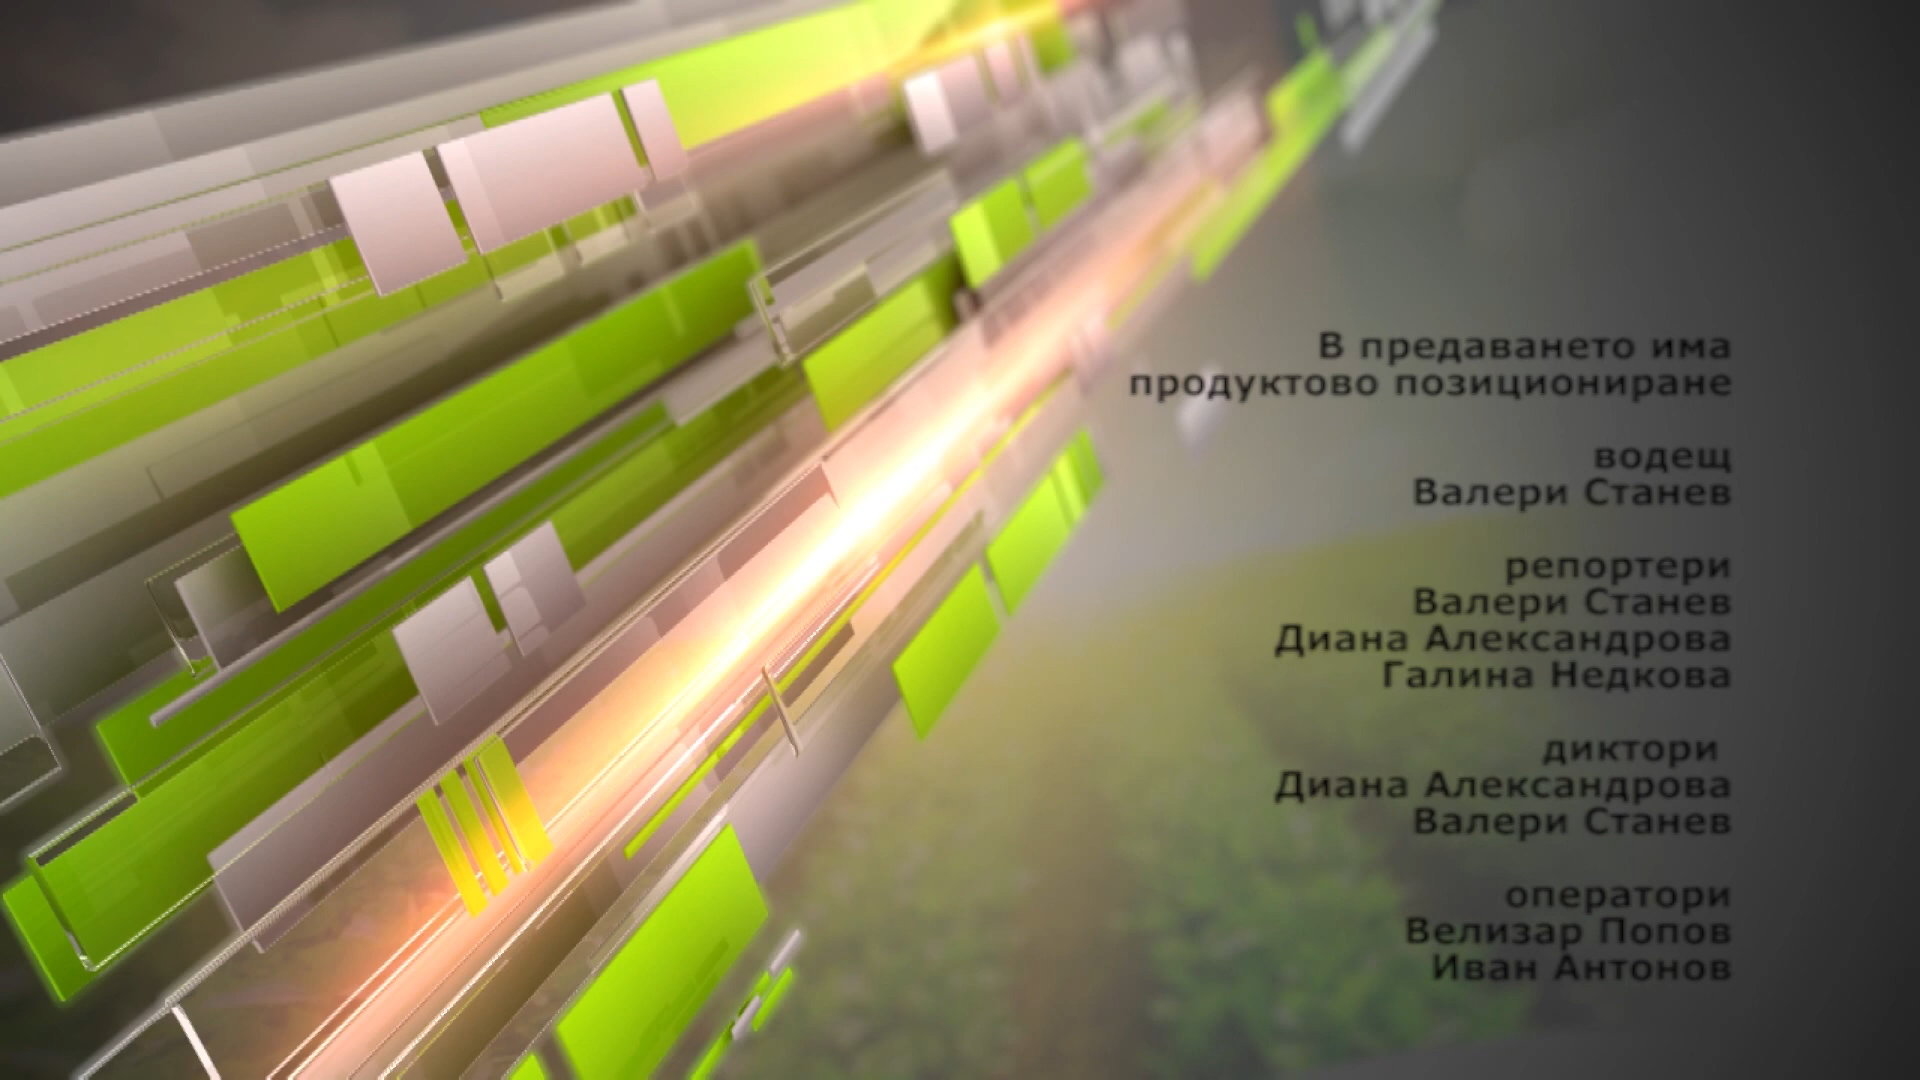 В предаването има
продуктово позициониране
водещ
Валери Станев
репортери
Валери Станев
Диана Александрова
Галина Недкова
диктори
Диана Александрова
Валери Станев
оператори
Велизар Попов
Иван Антонов